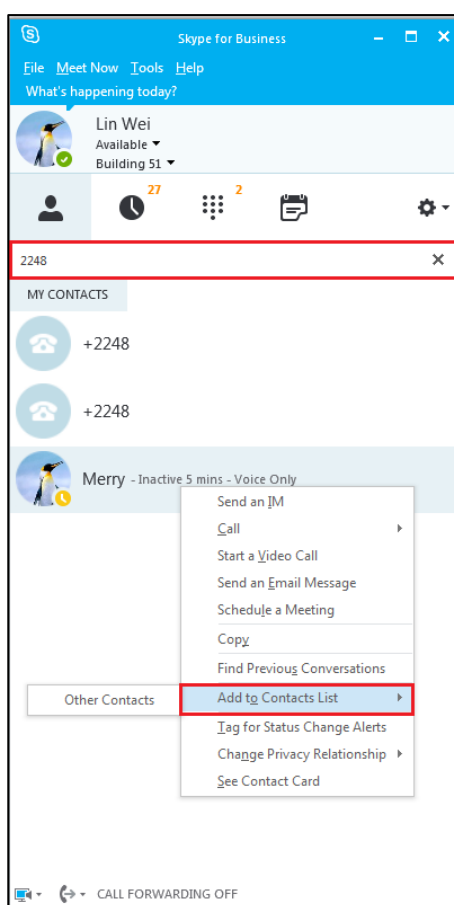 Skype for Business
File Meet Now Tools Help
What's happening today?
Lin Wei
Available
Building 51
27 2
2248
MY CONTACTS
+2248
+2248
Merry - Inactive 5 mins - Voice Only
Send an IM
Call
Start a Video Call
Send an Email Message
Schedule a Meeting
Copy
Find Previous Conversations
Other Contacts Add to Contacts List
Tag for Status Change Alerts
Change Privacy Relationship
See Contact Card
CALL FORWARDING OFF